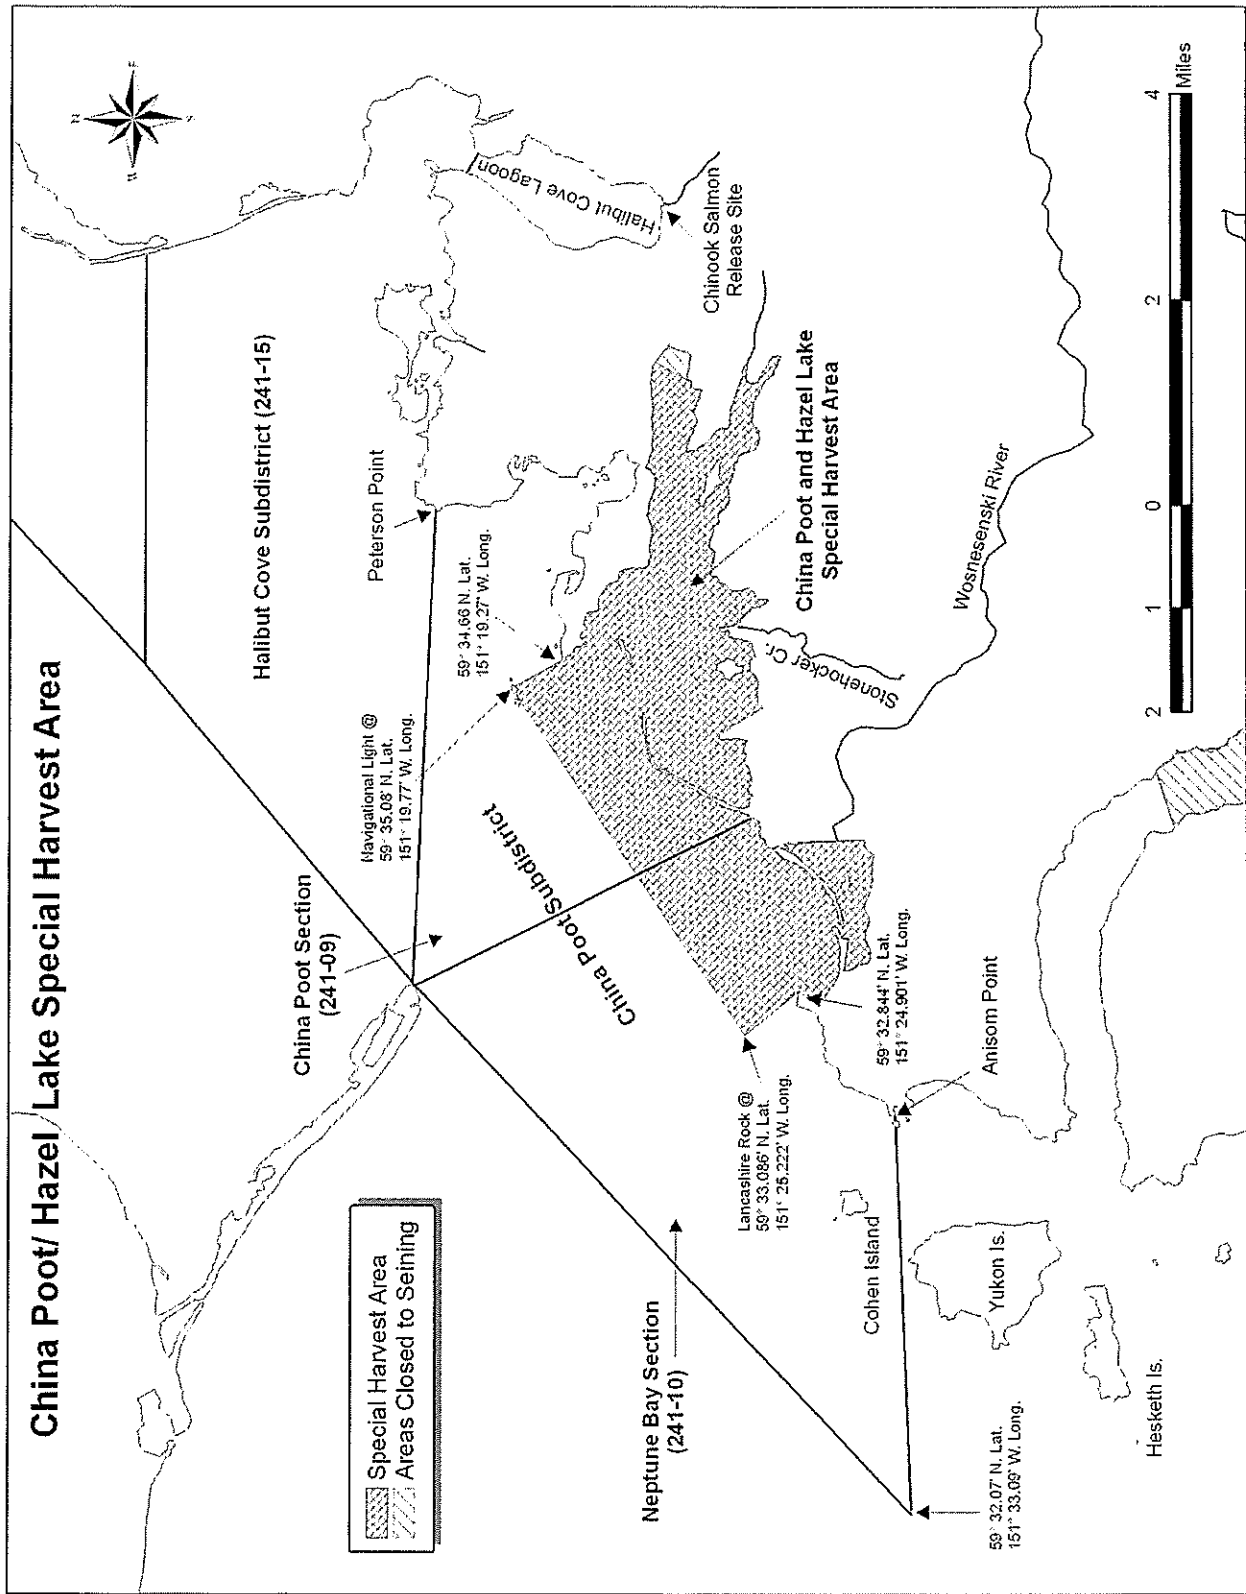 China Poot/ Hazel Lake Special Harvest Area
Special Harvest Area
Areas Closed to Seining
Halibut Cove Subdistrict (241-15)
China Poot Section
(241-09)
Peterson Point
Halibut Cove Lagoon
Chinook Salmon
Release Site
Navigational Light @
59° 35.08' N. Lat.
151° 19.77' W. Long.
59° 34.66 N. Lat.
151° 19.27' W. Long.
China Poot Subdistrict
China Poot and Hazel Lake
Special Harvest Area
Neptune Bay Section
(241-10)
Lancashire Rock @
59° 33.086' N. Lat.
151° 25.222' W. Long.
59° 32.844' N. Lat.
151° 24.901' W. Long.
Stonehocker Cr.
Wosnesenski River
Anisom Point
Cohen Island
Yukon Is.
Hesketh Is.
59° 32.07' N. Lat.
151° 33.09' W. Long.
2 1 0 2 4
Miles